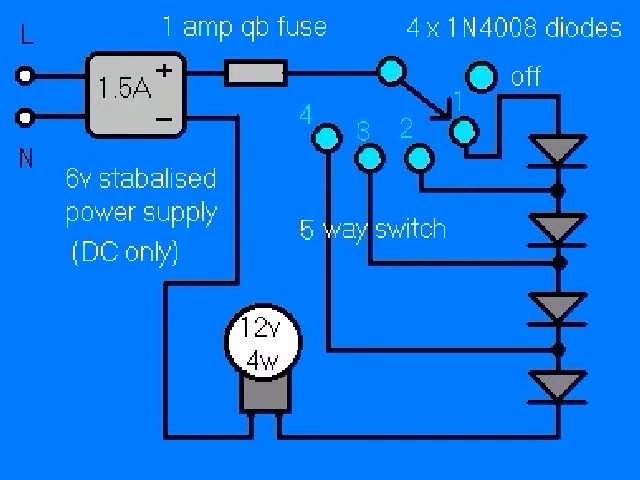 L
1 amp qb fuse
4 x 1N4008 diodes
1.5A
+
−
off
1
4
3
2
N
6v stabalised
power supply
(DC only)
5 way switch
12v
4w